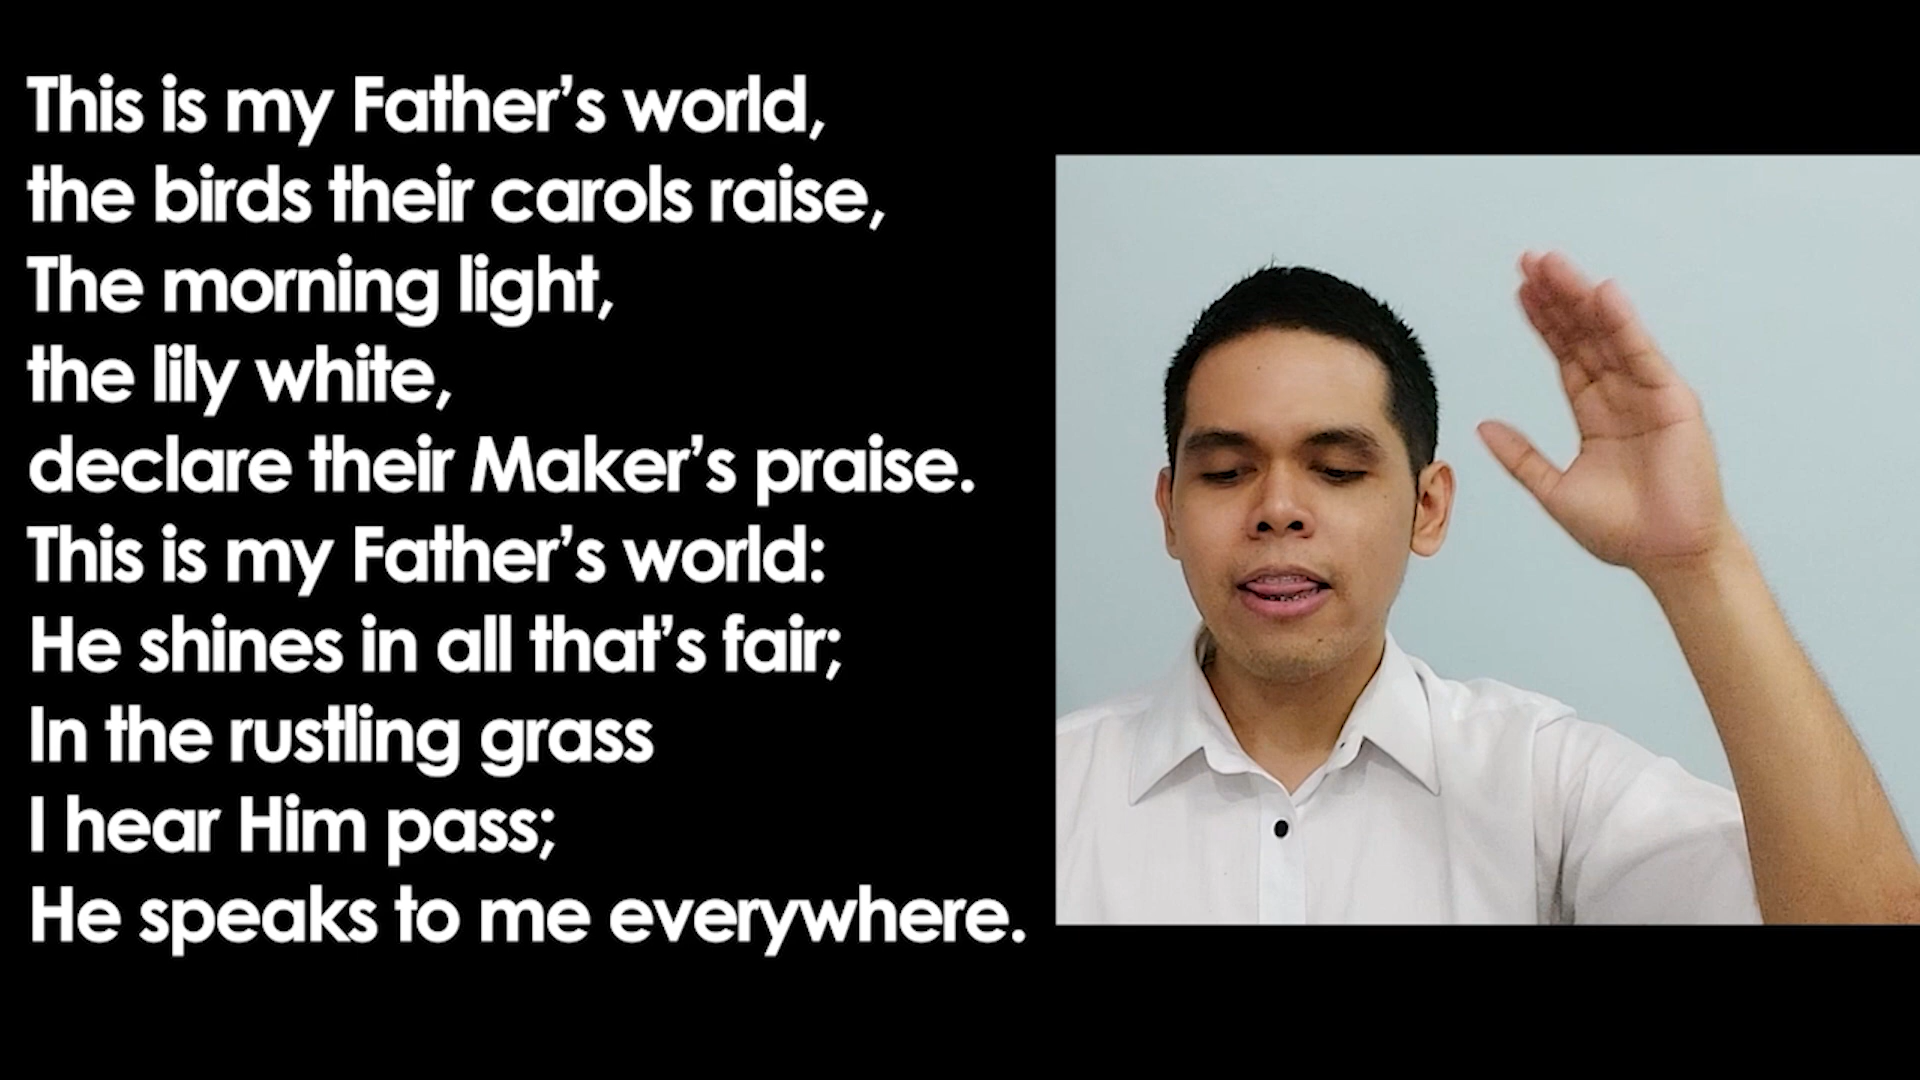 This is my Father’s world,
the birds their carols raise,
The morning light,
the lily white,
declare their Maker’s praise.
This is my Father’s world:
He shines in all that’s fair;
In the rustling grass
I hear Him pass;
He speaks to me everywhere.